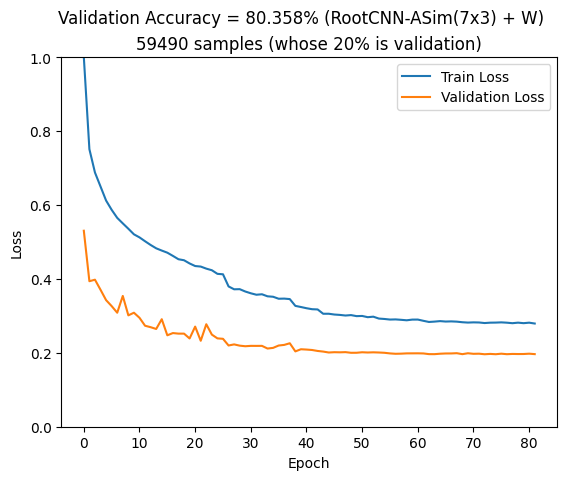 Validation Accuracy = 80.358% (RootCNN-ASim(7x3) + W)
59490 samples (whose 20% is validation)
Train Loss
Validation Loss
1.0
0.8
0.6
0.4
0.2
0.0
Loss
0 10 20 30 40 50 60 70 80
Epoch